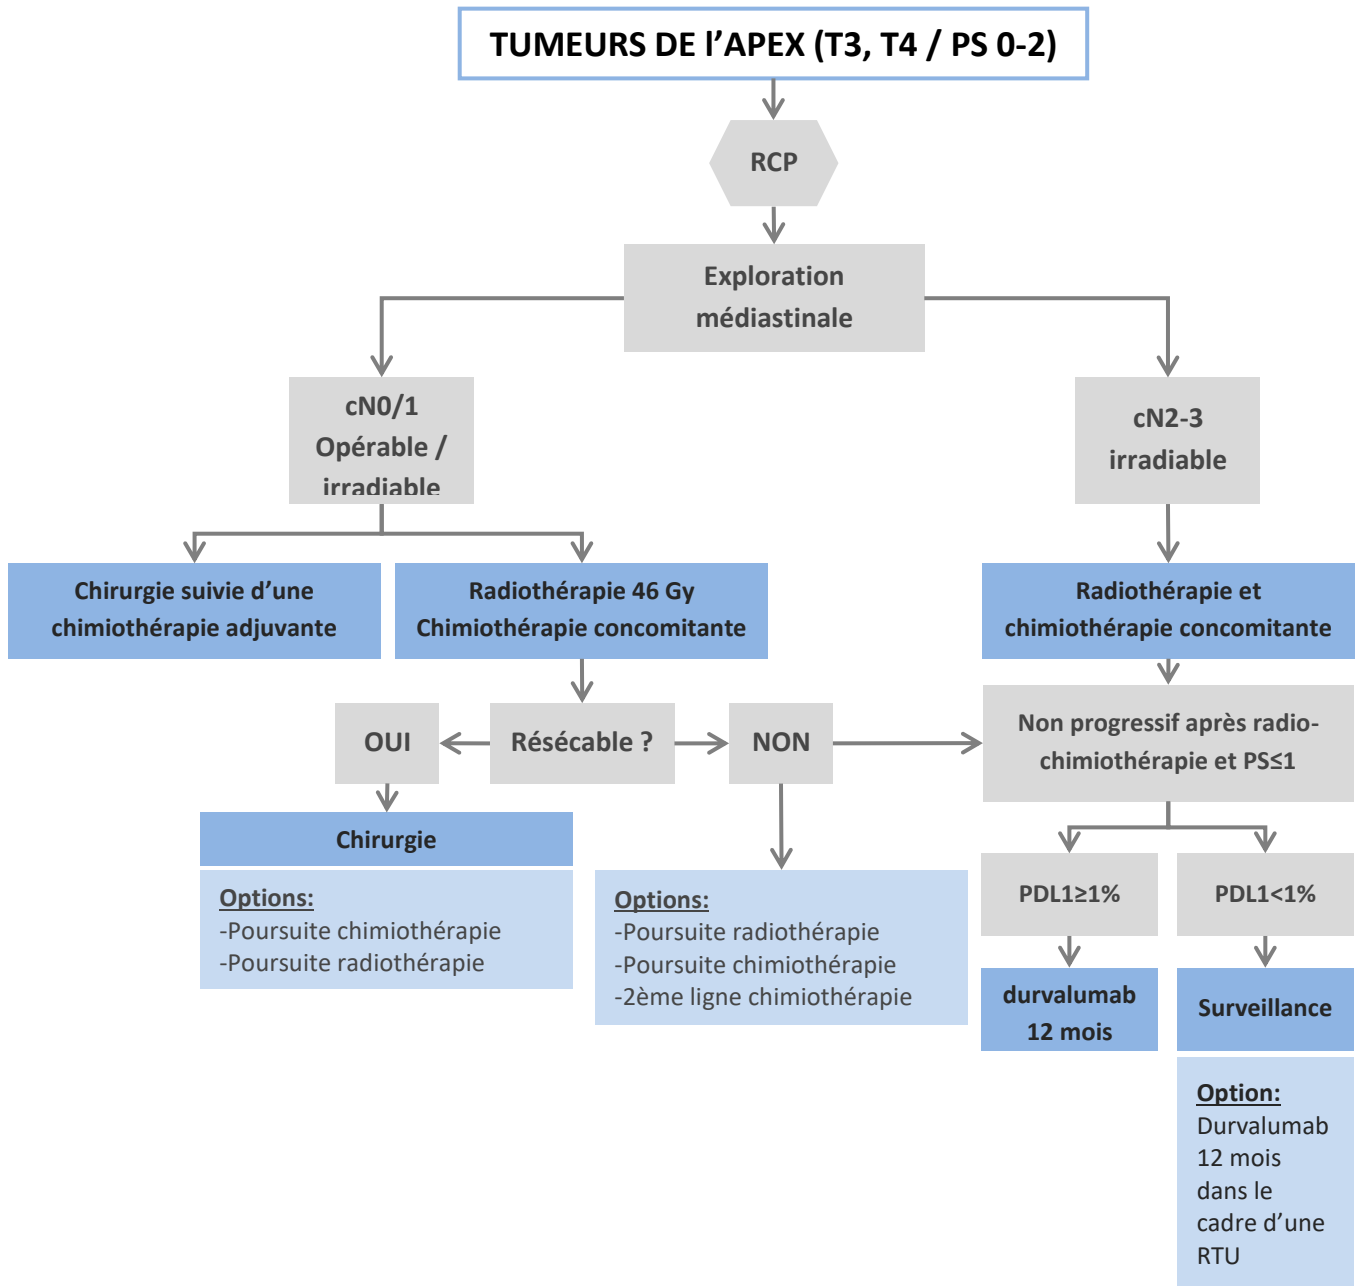 TUMEURS DE l'APEX (T3, T4 / PS 0-2)
RCP
Exploration
médiastinale
cN0/1
Opérable /
irradiable
cN2-3
irradiable
Chirurgie suivie d'une
chimiothérapie adjuvante
Radiothérapie 46 Gy
Chimiothérapie concomitante
Radiothérapie et
chimiothérapie concomitante
OUI
Résécable ?
NON
Non progressif après radio-
chimiothérapie et PS≤1
Chirurgie
Options:
-Poursuite chimiothérapie
-Poursuite radiothérapie
Options:
-Poursuite radiothérapie
-Poursuite chimiothérapie
-2ème ligne chimiothérapie
PDL1≥1%
PDL1<1%
durvalumab
12 mois
Surveillance
Option:
Durvalumab
12 mois
dans le
cadre d'une
RTU